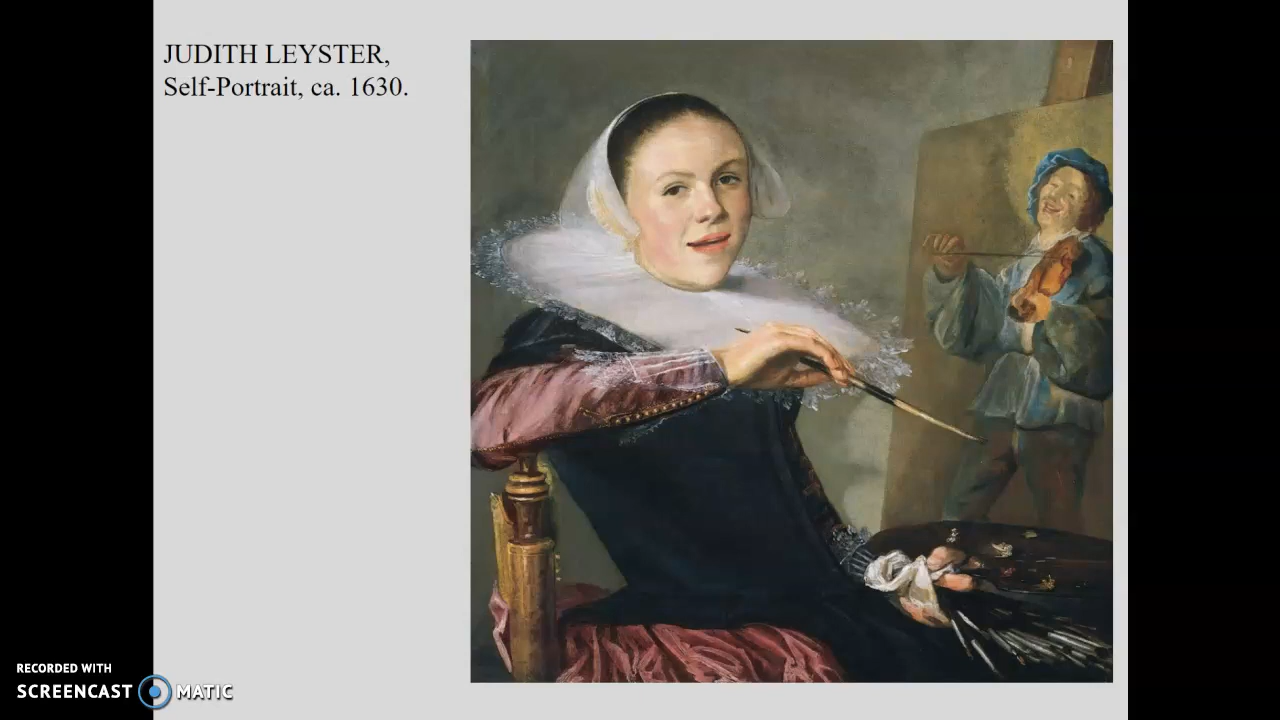 JUDITH LEYSTER,
Self-Portrait, ca. 1630.
RECORDED WITH
SCREENCAST MATIC